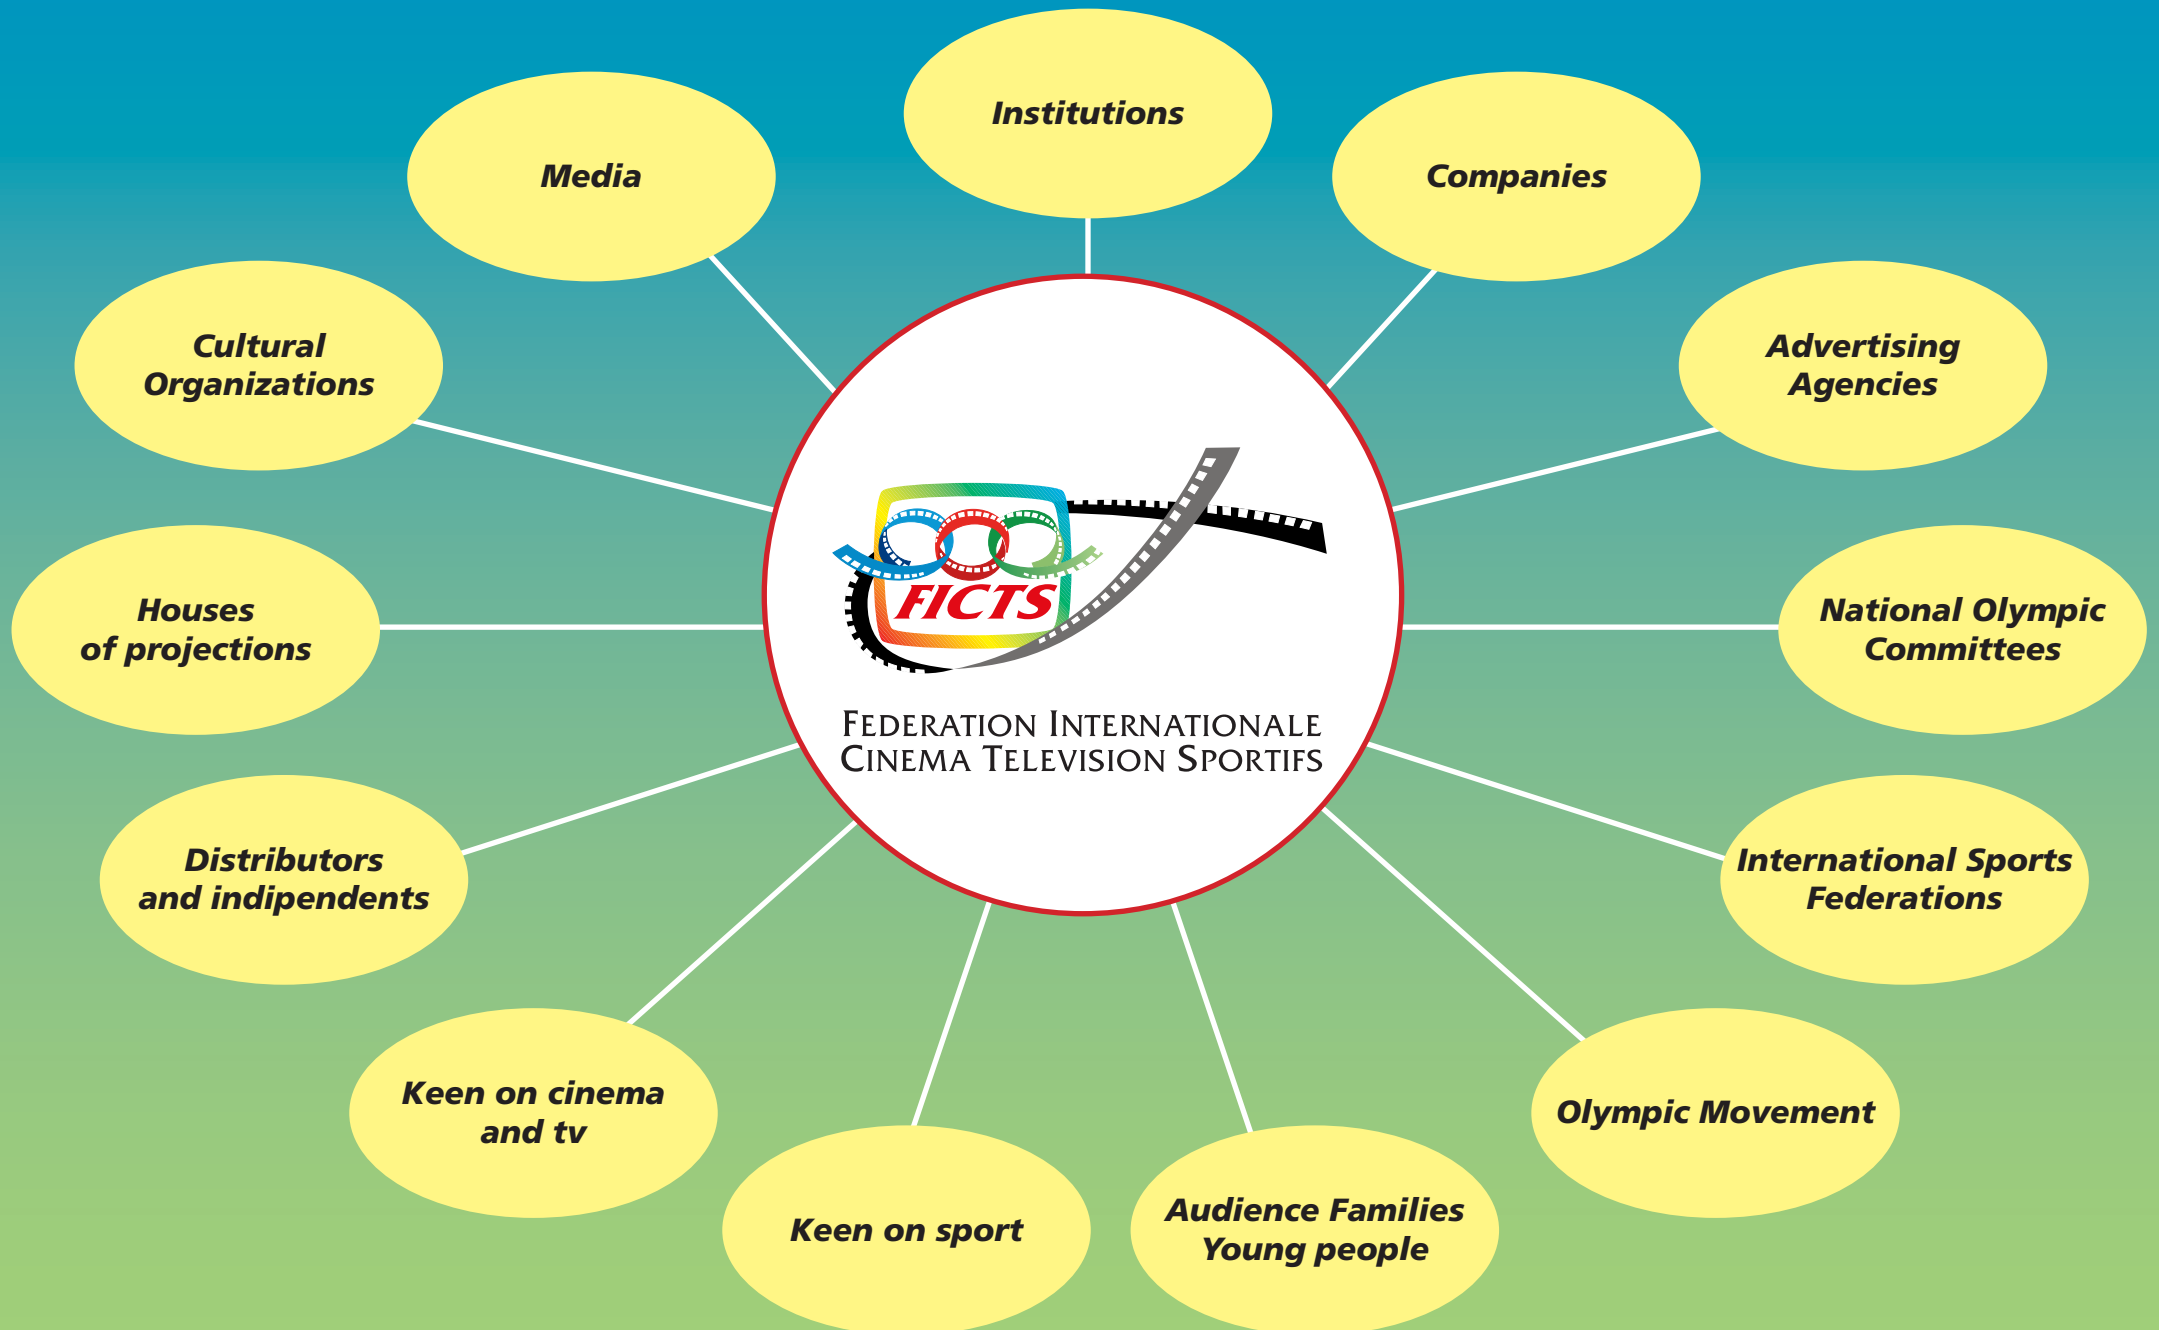 Institutions
Media
Companies
Cultural
Organizations
Advertising
Agencies
FICTS
Houses
of projections
National Olympic
Committees
FEDERATION INTERNATIONALE
CINEMA TELEVISION SPORTIFS
Distributors
and indipendents
International Sports
Federations
Keen on cinema
and tv
Olympic Movement
Keen on sport
Audience Families
Young people